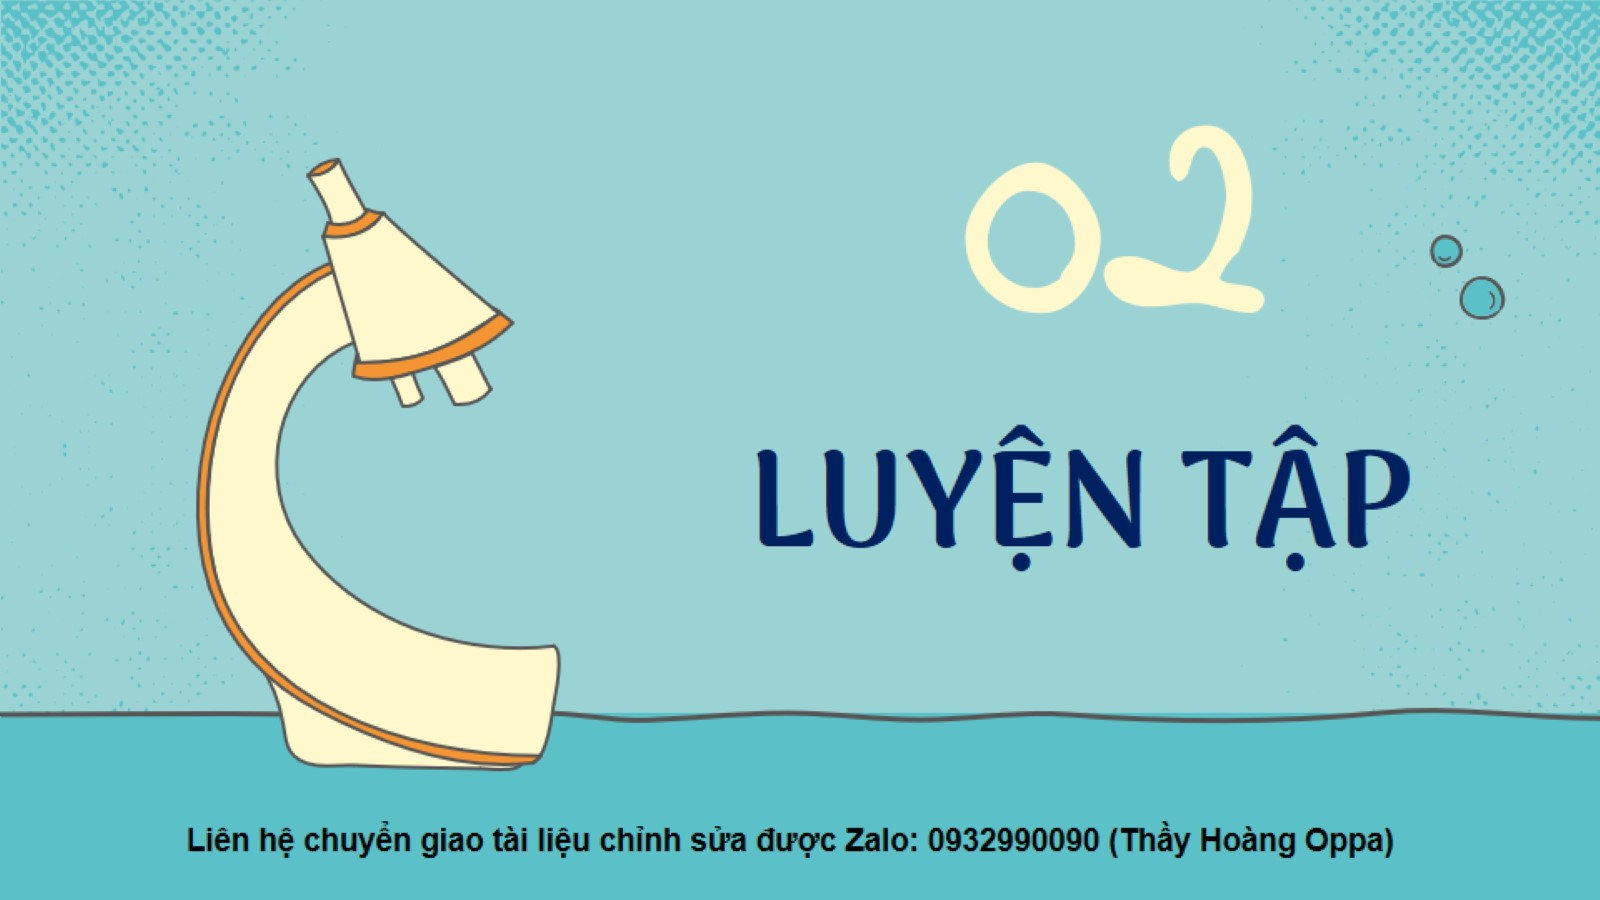 02
LUYỆN TẬP
Liên hệ chuyển giao tài liệu chỉnh sửa được Zalo: 0932990090 (Thầy Hoàng Oppa)